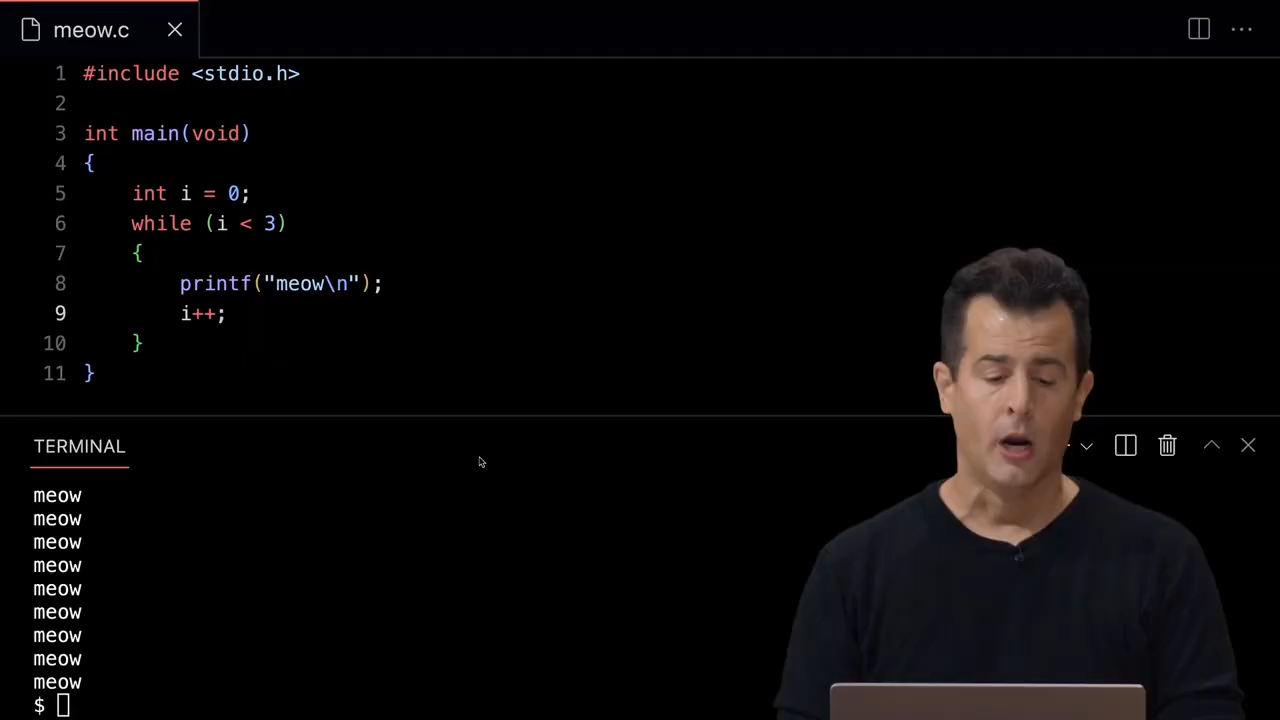 meow.c
1 #include <stdio.h>
2
3 int main(void)
4 {
5     int i = 0;
6     while (i < 3)
7     {
8         printf("meow\n");
9         i++;
10     }
11 }
TERMINAL
meow
meow
meow
meow
meow
meow
meow
meow
meow
$